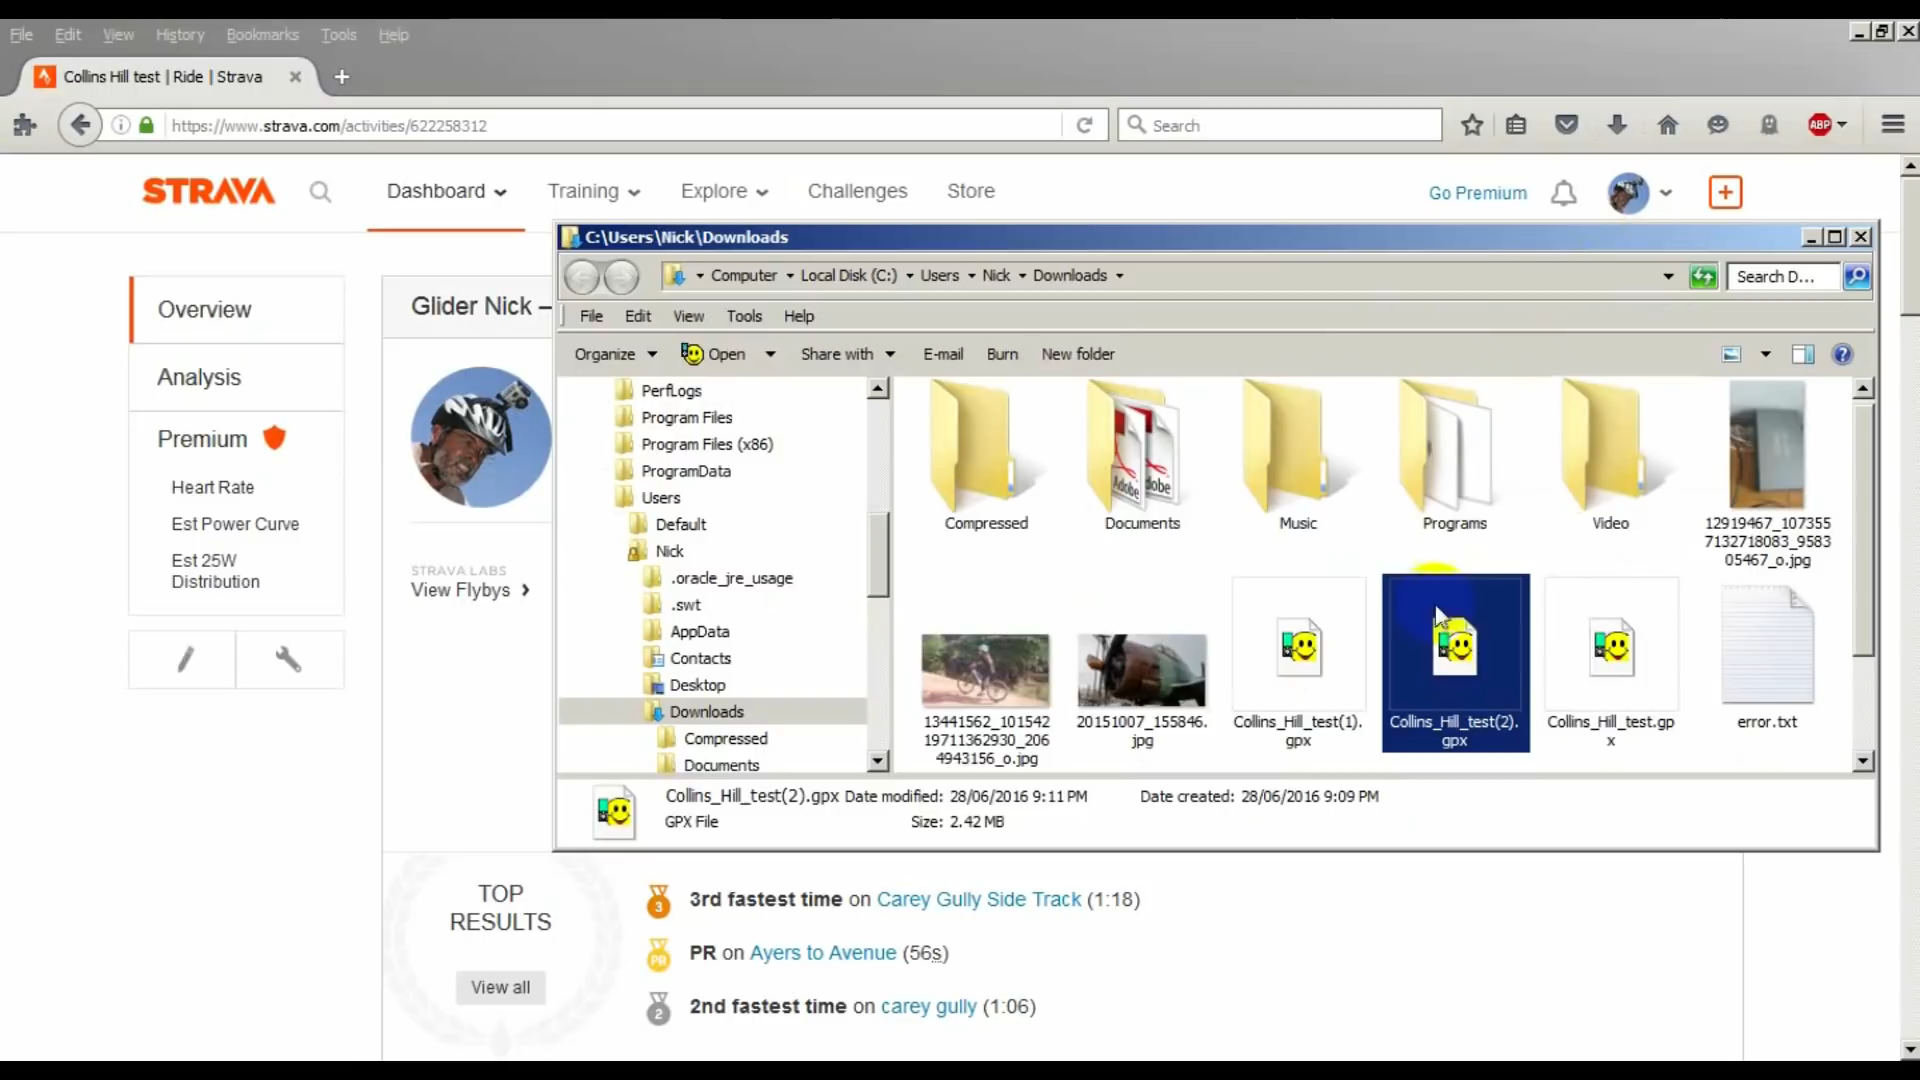 File Edit View History Bookmarks Tools Help
Collins Hill test | Ride | Strava
https://www.strava.com/activities/622258312
Search
ABP
STRAVA
Dashboard
Training
Explore
Challenges
Store
Go Premium
Overview
Analysis
Premium
Heart Rate
Est Power Curve
Est 25W
Distribution
Glider Nick –
STRAVA LABS
View Flybys
C:\Users\Nick\Downloads
Computer Local Disk (C:) Users Nick Downloads
Search D...
File Edit View Tools Help
Organize Open Share with E-mail Burn New folder
PerfLogs
Program Files
Program Files (x86)
ProgramData
Users
Default
Nick
.oracle_jre_usage
.swt
AppData
Contacts
Desktop
Downloads
Compressed
Documents
Compressed
Adobe
obe
Documents
Music
Programs
Video
12919467_107355
7132718083_9583
05467_o.jpg
13441562_101542
19711362930_206
4943156_o.jpg
20151007_155846.
jpg
Collins_Hill_test(1).
gpx
Collins_Hill_test(2).
gpx
Collins_Hill_test.gp
x
error.txt
Collins_Hill_test(2).gpx Date modified: 28/06/2016 9:11 PM Date created: 28/06/2016 9:09 PM
GPX File Size: 2.42 MB
TOP
RESULTS
View all
3 3rd fastest time on Carey Gully Side Track (1:18)
PR PR on Ayers to Avenue (56s)
2 2nd fastest time on carey gully (1:06)